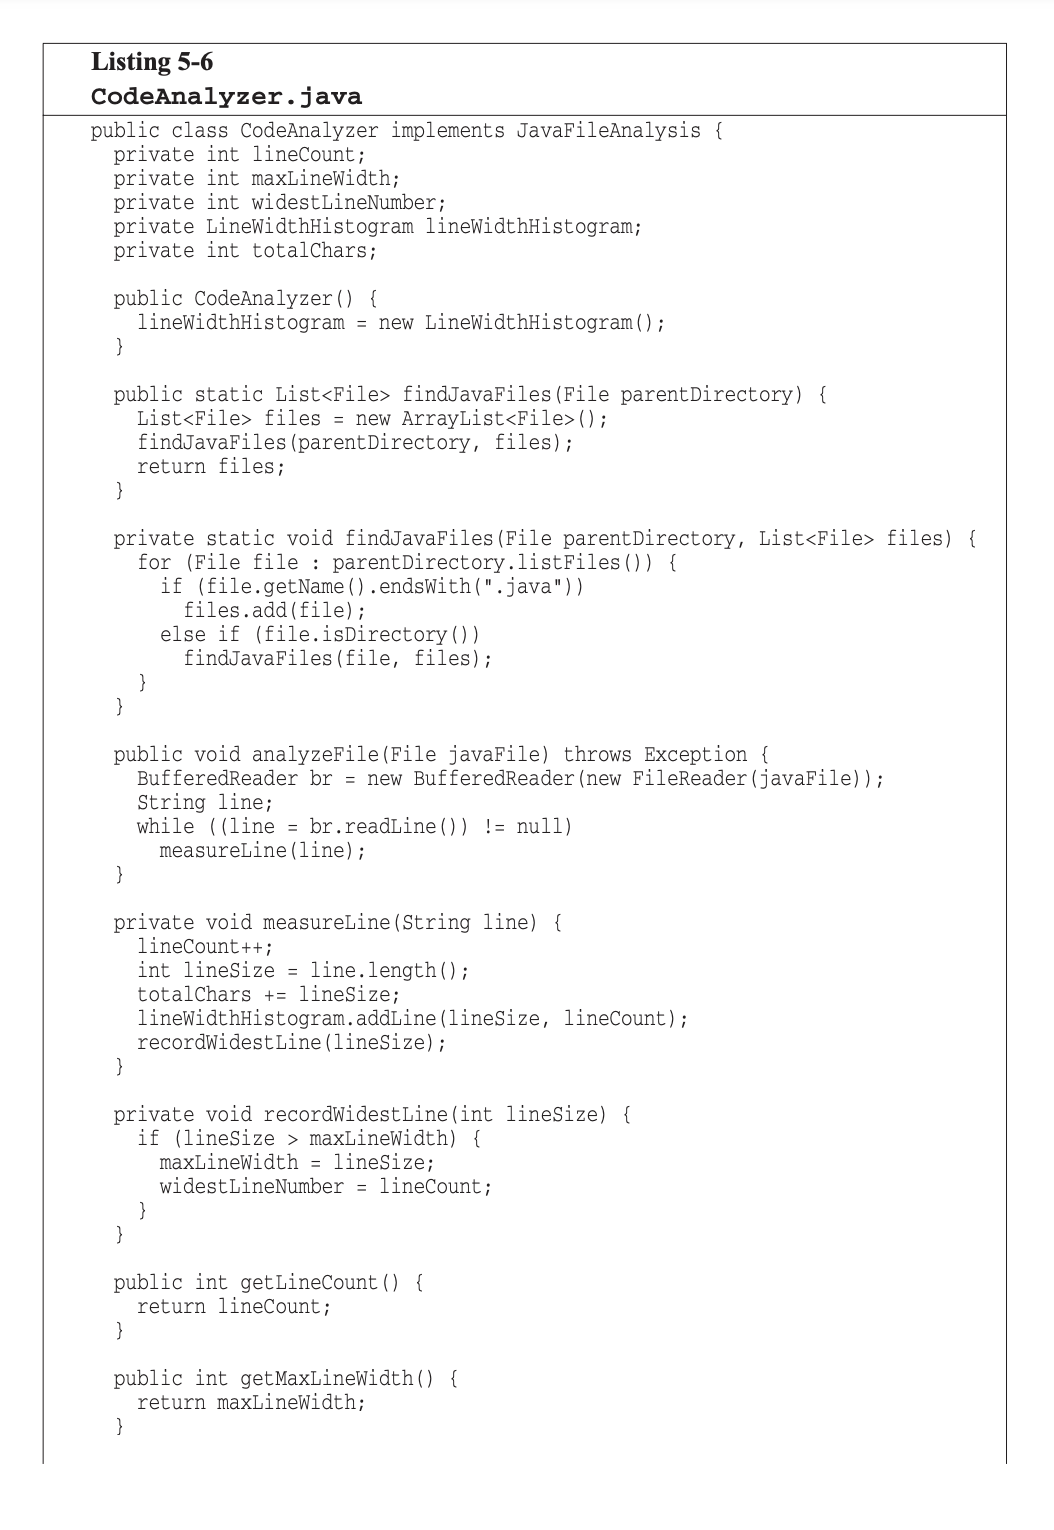 Listing 5-6
CodeAnalyzer.java
public class CodeAnalyzer implements JavaFileAnalysis {
  private int lineCount;
  private int maxLineWidth;
  private int widestLineNumber;
  private LineWidthHistogram lineWidthHistogram;
  private int totalChars;

  public CodeAnalyzer() {
    lineWidthHistogram = new LineWidthHistogram();
  }

  public static List<File> findJavaFiles(File parentDirectory) {
    List<File> files = new ArrayList<File>();
    findJavaFiles(parentDirectory, files);
    return files;
  }

  private static void findJavaFiles(File parentDirectory, List<File> files) {
    for (File file : parentDirectory.listFiles()) {
      if (file.getName().endsWith(".java"))
        files.add(file);
      else if (file.isDirectory())
        findJavaFiles(file, files);
    }
  }

  public void analyzeFile(File javaFile) throws Exception {
    BufferedReader br = new BufferedReader(new FileReader(javaFile));
    String line;
    while ((line = br.readLine()) != null)
      measureLine(line);
  }

  private void measureLine(String line) {
    lineCount++;
    int lineSize = line.length();
    totalChars += lineSize;
    lineWidthHistogram.addLine(lineSize, lineCount);
    recordWidestLine(lineSize);
  }

  private void recordWidestLine(int lineSize) {
    if (lineSize > maxLineWidth) {
      maxLineWidth = lineSize;
      widestLineNumber = lineCount;
    }
  }

  public int getLineCount() {
    return lineCount;
  }

  public int getMaxLineWidth() {
    return maxLineWidth;
  }